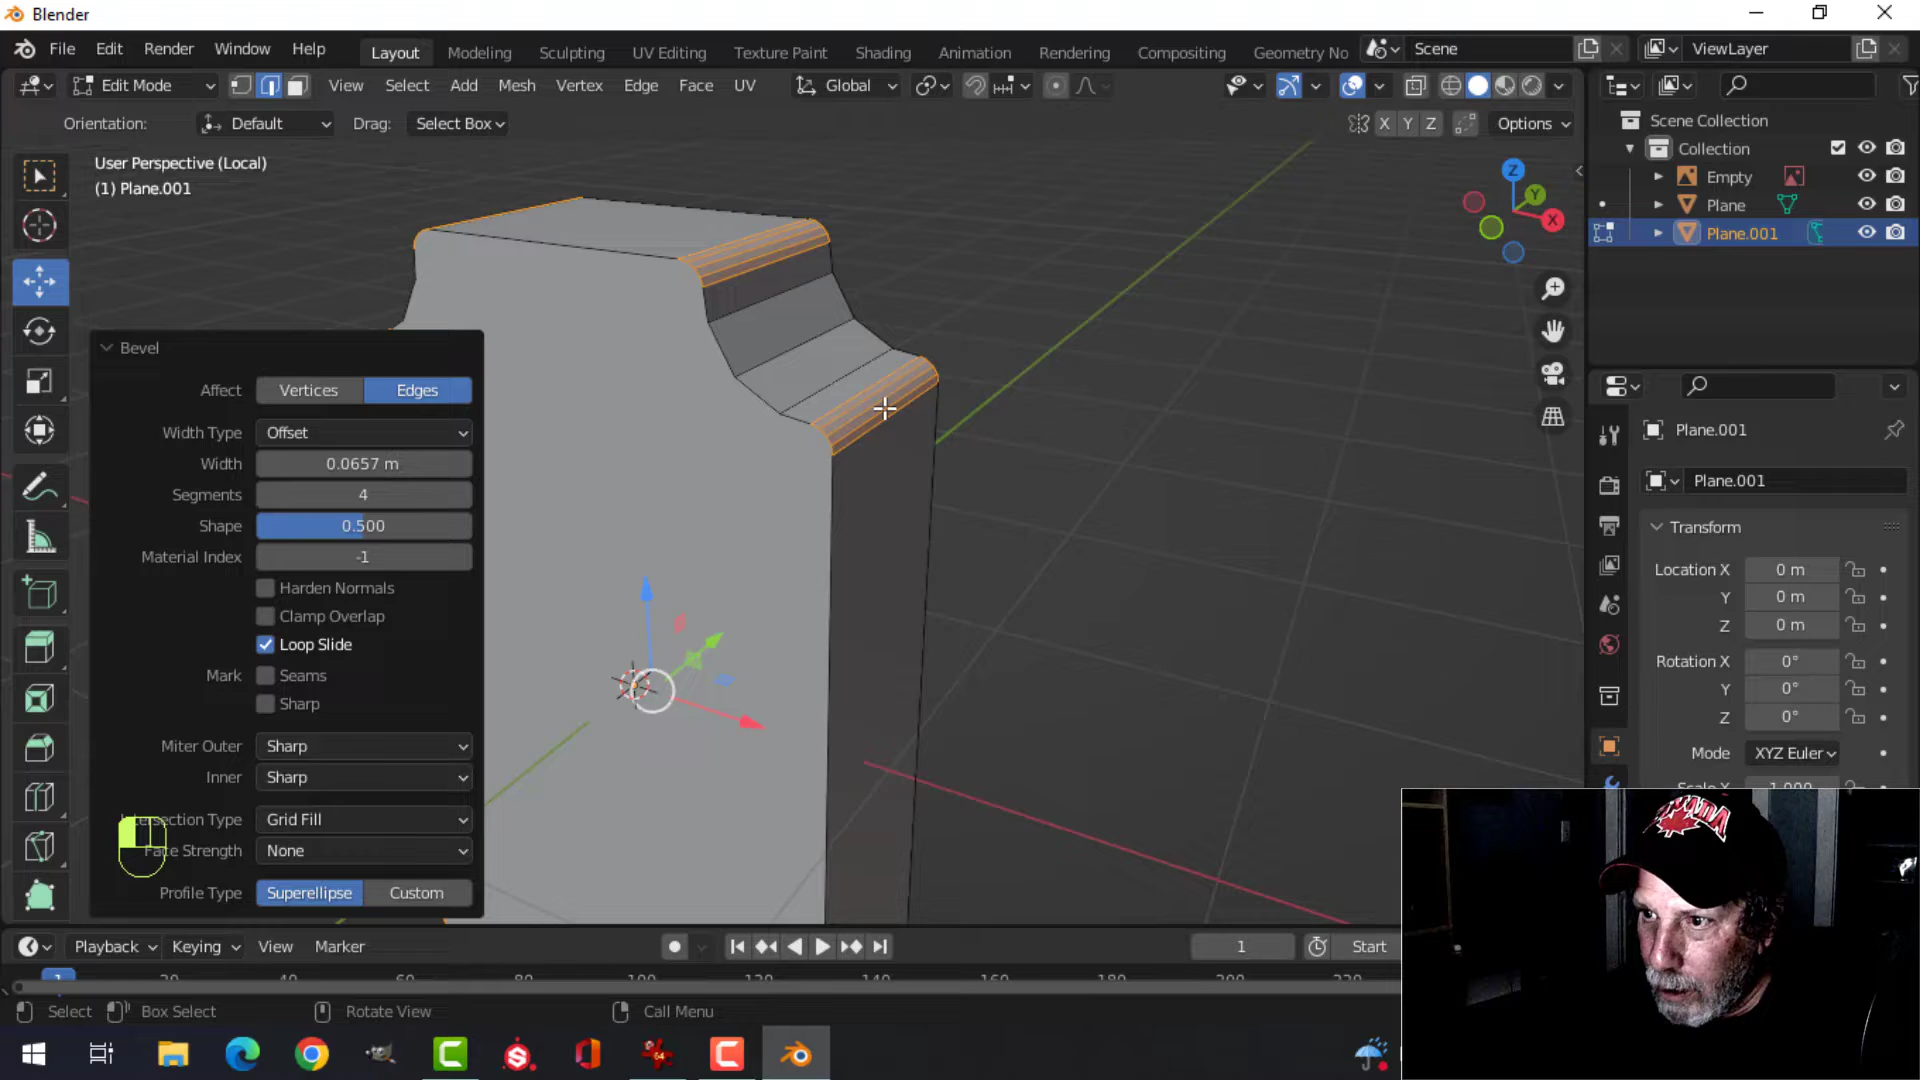 Blender
File Edit Render Window Help
Layout Modeling Sculpting UV Editing Texture Paint Shading Animation Rendering Compositing Geometry No
Scene
ViewLayer
Edit Mode View Select Add Mesh Vertex Edge Face UV
Global
Orientation: Default Drag: Select Box
X Y Z Options
User Perspective (Local)
(1) Plane.001
Z
Y
X
Scene Collection
Collection
Empty
Plane
Plane.001
Bevel
Affect Vertices Edges
Width Type Offset
Width 0.0657 m
Segments 4
Shape 0.500
Material Index -1
Harden Normals
Clamp Overlap
Loop Slide
Mark Seams
Sharp
Miter Outer Sharp
Inner Sharp
ersection Type Grid Fill
Face Strength None
Profile Type Superellipse Custom
Plane.001
Plane.001
Transform
Location X 0 m
Y 0 m
Z 0 m
Rotation X 0°
Y 0°
Z 0°
Mode XYZ Euler
Playback Keying View Marker
1 Start
1
Select Box Select Rotate View Call Menu